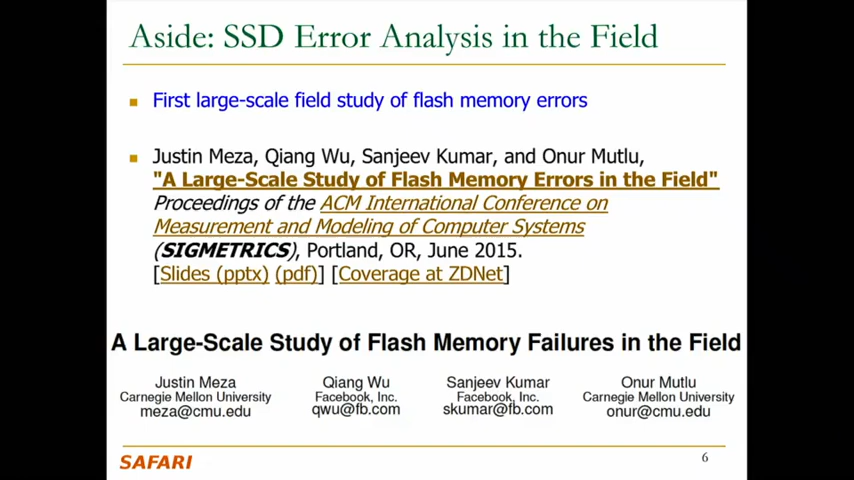 Aside: SSD Error Analysis in the Field
First large-scale field study of flash memory errors
Justin Meza, Qiang Wu, Sanjeev Kumar, and Onur Mutlu,
"A Large-Scale Study of Flash Memory Errors in the Field"
Proceedings of the ACM International Conference on
Measurement and Modeling of Computer Systems
(SIGMETRICS), Portland, OR, June 2015.
[Slides (pptx) (pdf)] [Coverage at ZDNet]
A Large-Scale Study of Flash Memory Failures in the Field
Justin Meza Qiang Wu Sanjeev Kumar Onur Mutlu
Carnegie Mellon University Facebook, Inc. Facebook, Inc. Carnegie Mellon University
meza@cmu.edu qwu@fb.com skumar@fb.com onur@cmu.edu
SAFARI 6